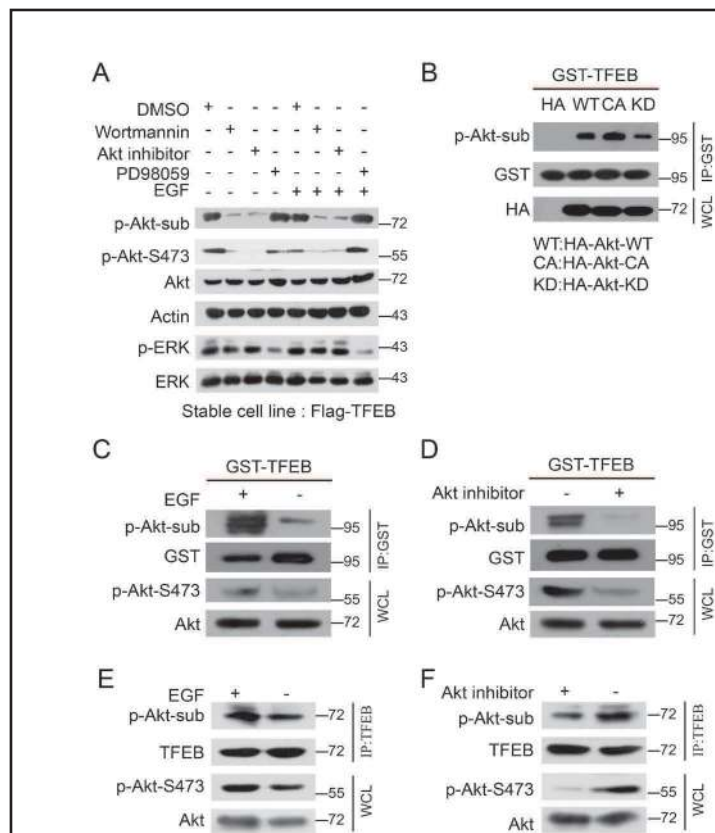 A
DMSO + - - - + - - -
Wortmannin - + - - - + - -
Akt inhibitor - - + - - - + -
PD98059 - - - + - - - +
EGF - - - - + + + +
p-Akt-sub 72
p-Akt-S473 55
Akt 72
Actin 43
p-ERK 43
ERK 43
Stable cell line : Flag-TFEB
B
GST-TFEB
HA WT CA KD
p-Akt-sub 95
GST 95
IP:GST
HA 72
WCL
WT:HA-Akt-WT
CA:HA-Akt-CA
KD:HA-Akt-KD
C
GST-TFEB
EGF + -
p-Akt-sub 95
GST 95
IP:GST
p-Akt-S473 55
Akt 72
WCL
D
GST-TFEB
Akt inhibitor - +
p-Akt-sub 95
GST 95
IP:GST
p-Akt-S473 55
Akt 72
WCL
E
EGF + -
p-Akt-sub 72
TFEB 72
IP:TFEB
p-Akt-S473 55
Akt 72
WCL
F
Akt inhibitor + -
p-Akt-sub 72
TFEB 72
IP:TFEB
p-Akt-S473 55
Akt 72
WCL